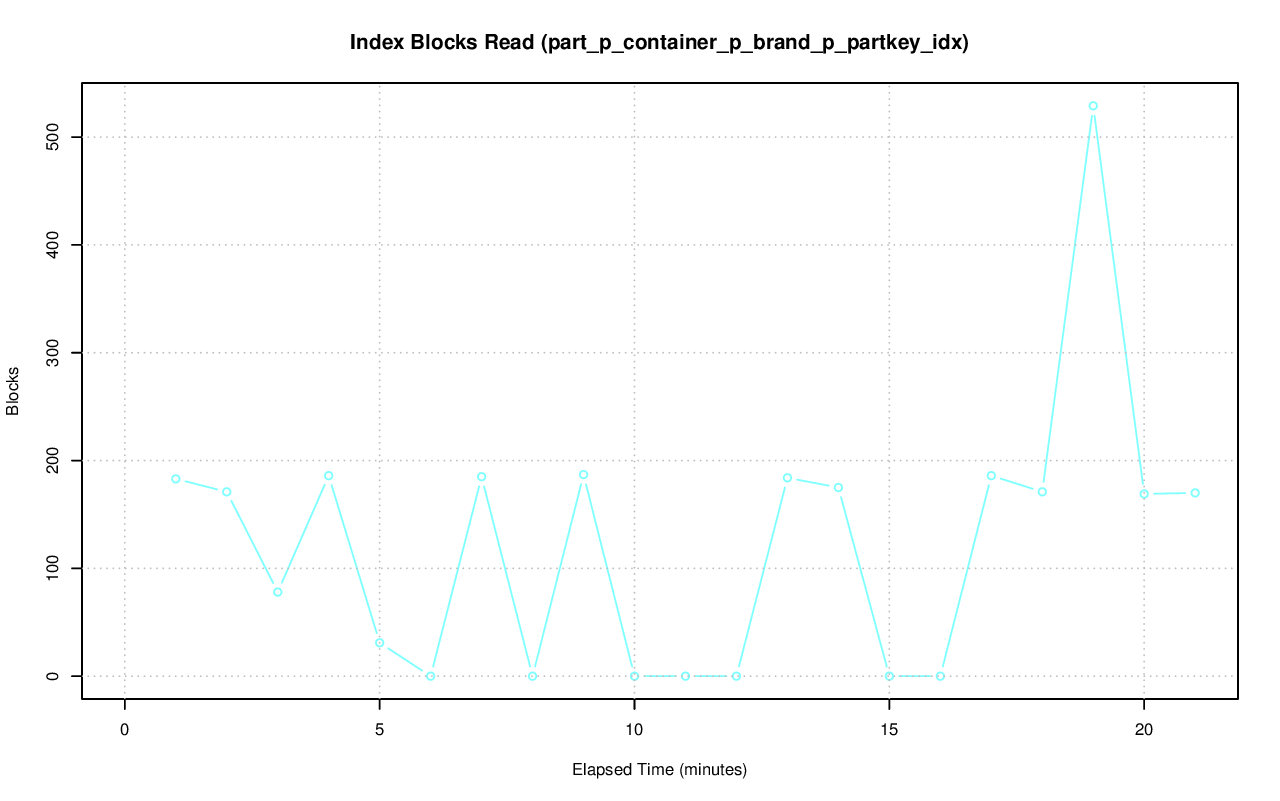 Index Blocks Read (part_p_container_p_brand_p_partkey_idx)
Blocks
500
400
300
200
100
0
0 5 10 15 20
Elapsed Time (minutes)